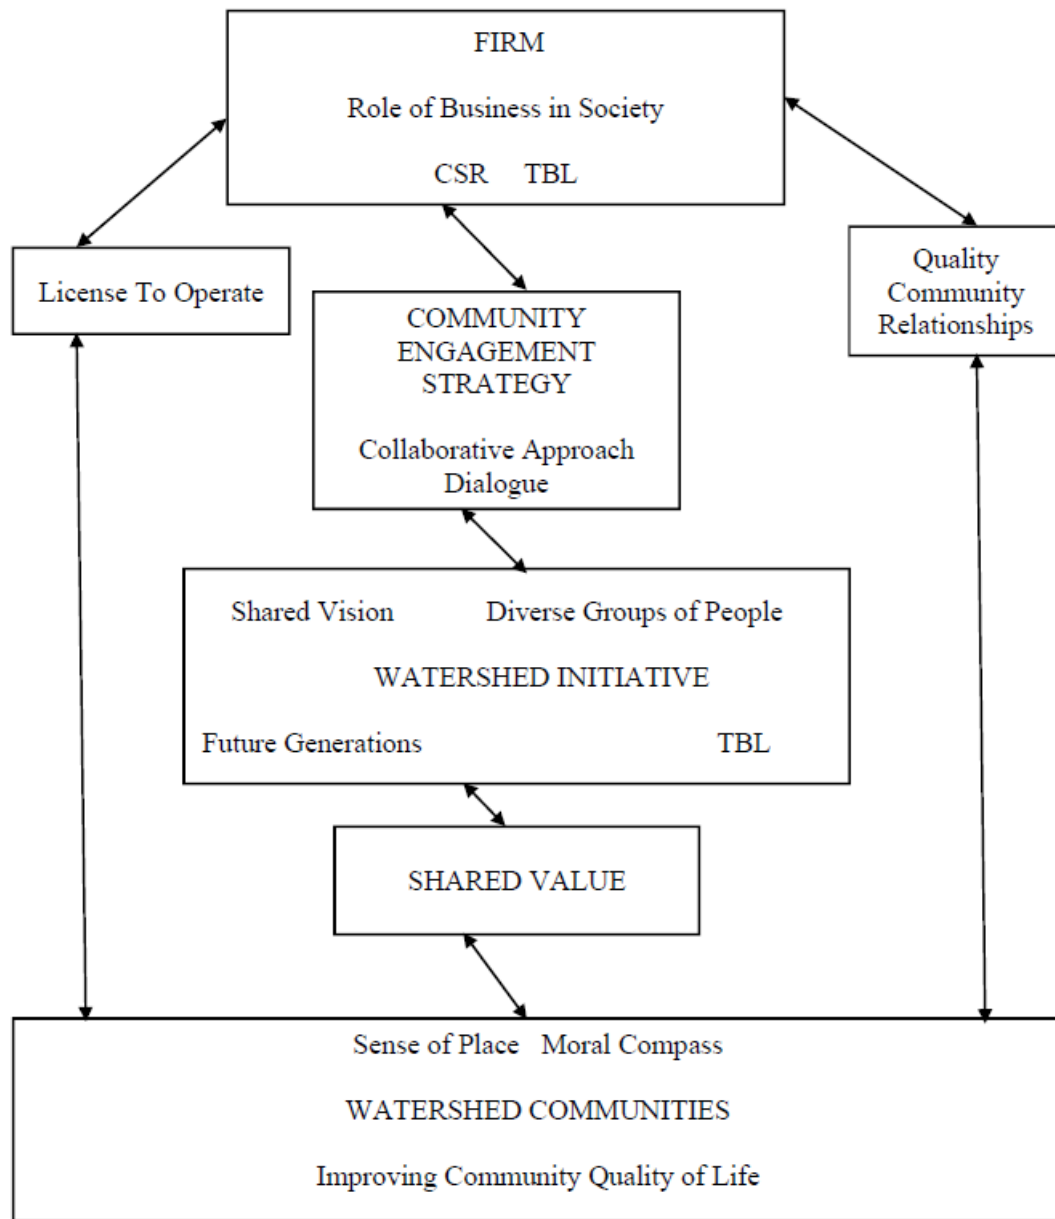 FIRM
Role of Business in Society
CSR TBL
License To Operate
Quality
Community
Relationships
COMMUNITY
ENGAGEMENT
STRATEGY
Collaborative Approach
Dialogue
Shared Vision Diverse Groups of People
WATERSHED INITIATIVE
Future Generations TBL
SHARED VALUE
Sense of Place Moral Compass
WATERSHED COMMUNITIES
Improving Community Quality of Life